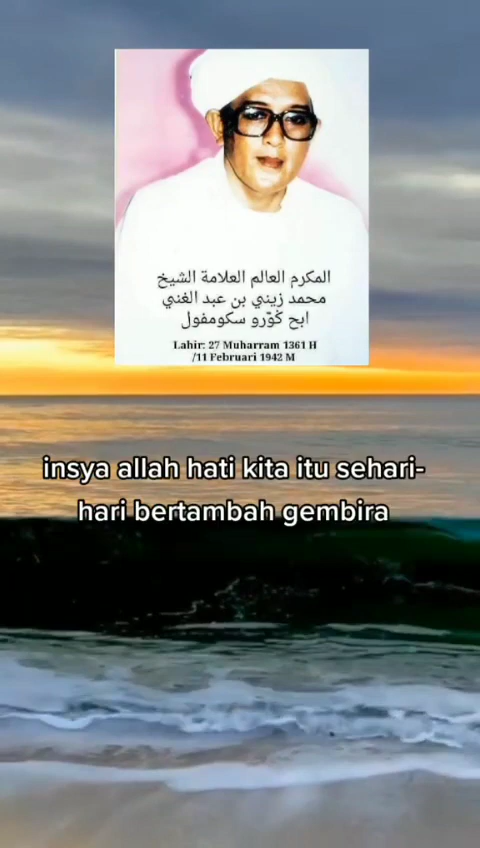 المكرم العالم العلامة الشيخ
محمد زيني بن عبد الغني
ابح ݢوّرو سكومفول
Lahir: 27 Muharram 1361 H
/11 Februari 1942 M
insya allah hati kita itu sehari-
hari bertambah gembira